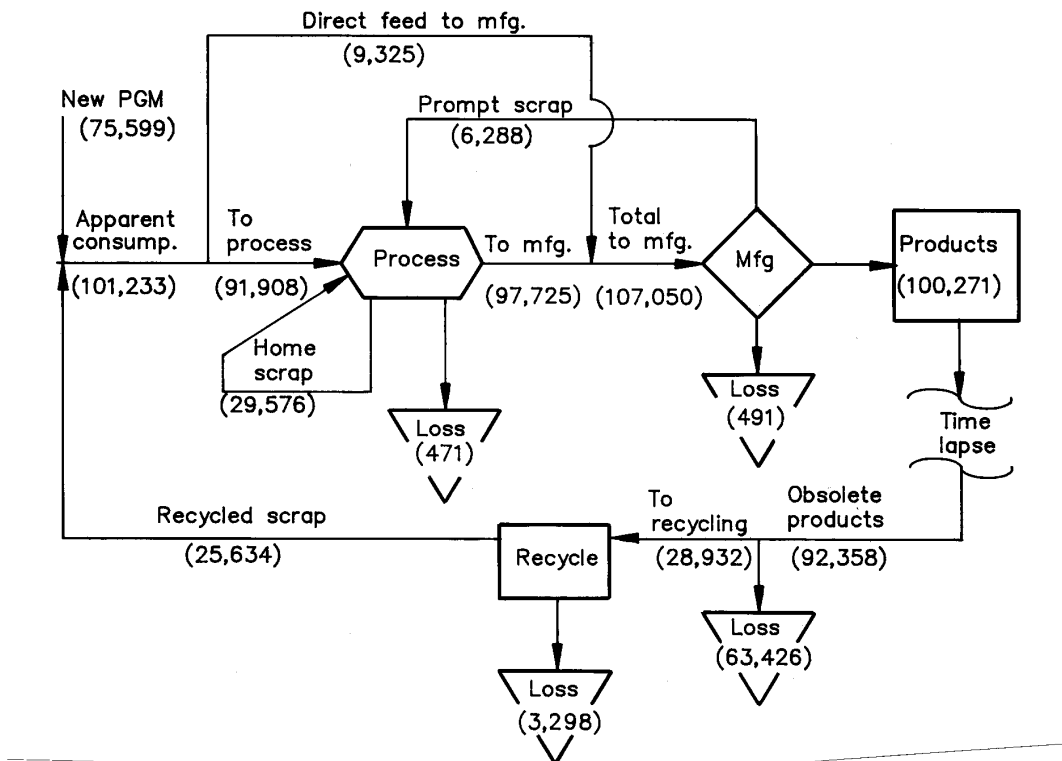 Direct feed to mfg.
(9,325)
New PGM
(75,599)
Prompt scrap
(6,288)
Apparent
consump.
(101,233)
To
process
(91,908)
Process
To mfg.
(97,725)
Total
to mfg.
(107,050)
Mfg
Products
(100,271)
Home
scrap
(29,576)
Loss
(471)
Loss
(491)
Time
lapse
Recycled scrap
(25,634)
Recycle
To
recycling
(28,932)
Obsolete
products
(92,358)
Loss
(63,426)
Loss
(3,298)